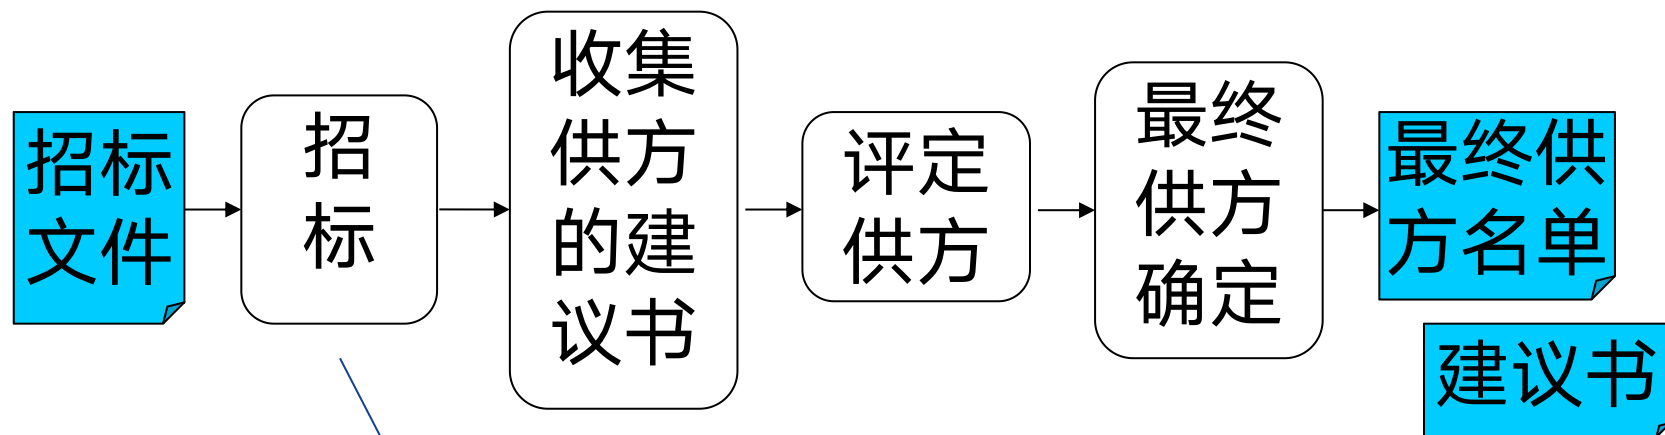 招标
文件
招
标
收集
供方
的建
议书
评定
供方
最终
供方
确定
最终供
方名单
建议书